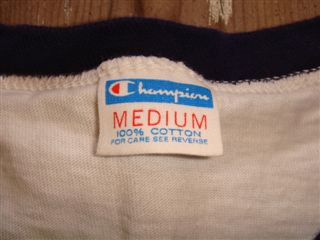 Champion
MEDIUM
100% COTTON
FOR CARE SEE REVERSE